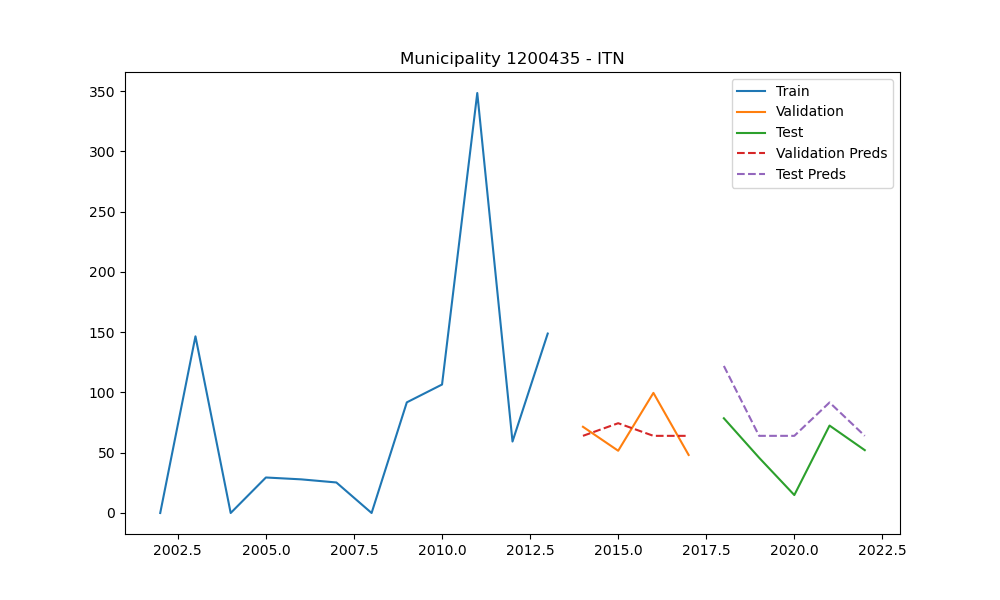 Municipality 1200435 - ITN
Train
Validation
Test
Validation Preds
Test Preds
350
300
250
200
150
100
50
0
2002.5 2005.0 2007.5 2010.0 2012.5 2015.0 2017.5 2020.0 2022.5